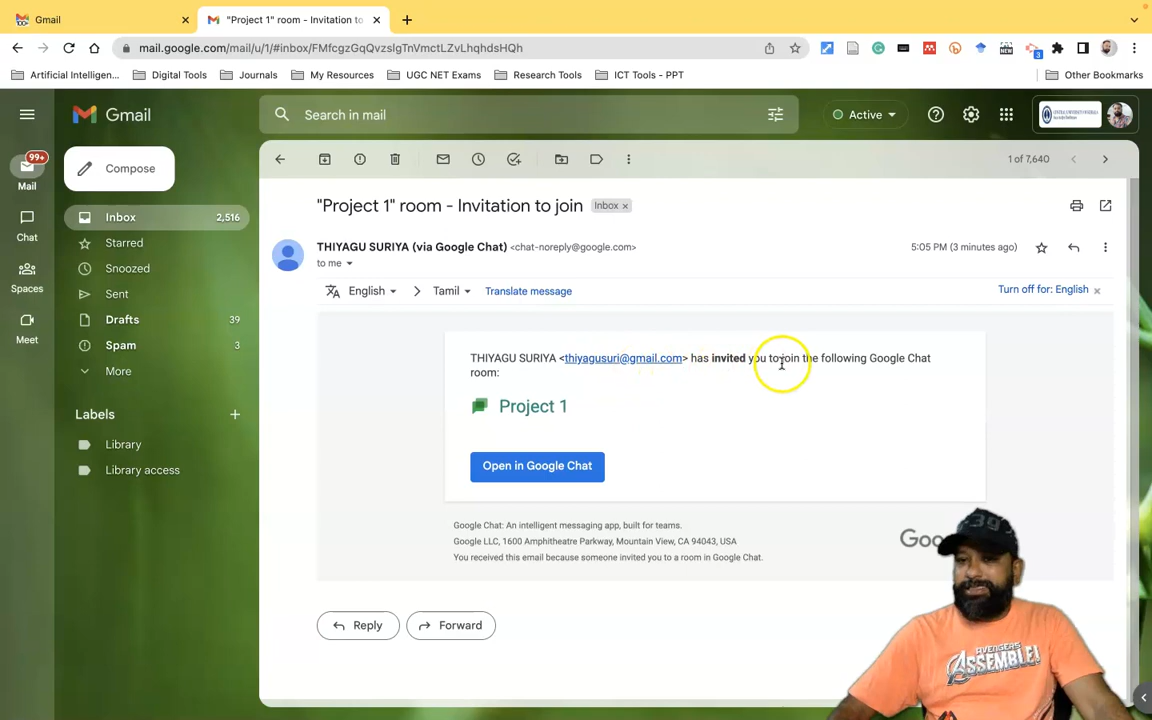 Gmail
"Project 1" room - Invitation to
mail.google.com/mail/u/1/#inbox/FMfcgzGqQvzsIgTnVmctLZvLhqhdsHQh
3
Artificial Intelligen...
Digital Tools
Journals
My Resources
UGC NET Exams
Research Tools
ICT Tools - PPT
Other Bookmarks
Gmail
Search in mail
Active
99+
Mail
Compose
1 of 7,640
Chat
Inbox 2,516
Starred
Snoozed
Spaces
Sent
Meet
Drafts 39
Spam 3
More
Labels
Library
Library access
"Project 1" room - Invitation to join Inbox
THIYAGU SURIYA (via Google Chat) <chat-noreply@google.com>
5:05 PM (3 minutes ago)
to me
English > Tamil Translate message
Turn off for: English
THIYAGU SURIYA <thiyagusuri@gmail.com> has invited you to join the following Google Chat
room:
Project 1
Open in Google Chat
Google Chat: An intelligent messaging app, built for teams.
Google LLC, 1600 Amphitheatre Parkway, Mountain View, CA 94043, USA
You received this email because someone invited you to a room in Google Chat.
Goo
Reply
Forward
AVENGERS
ASSEMBLE!